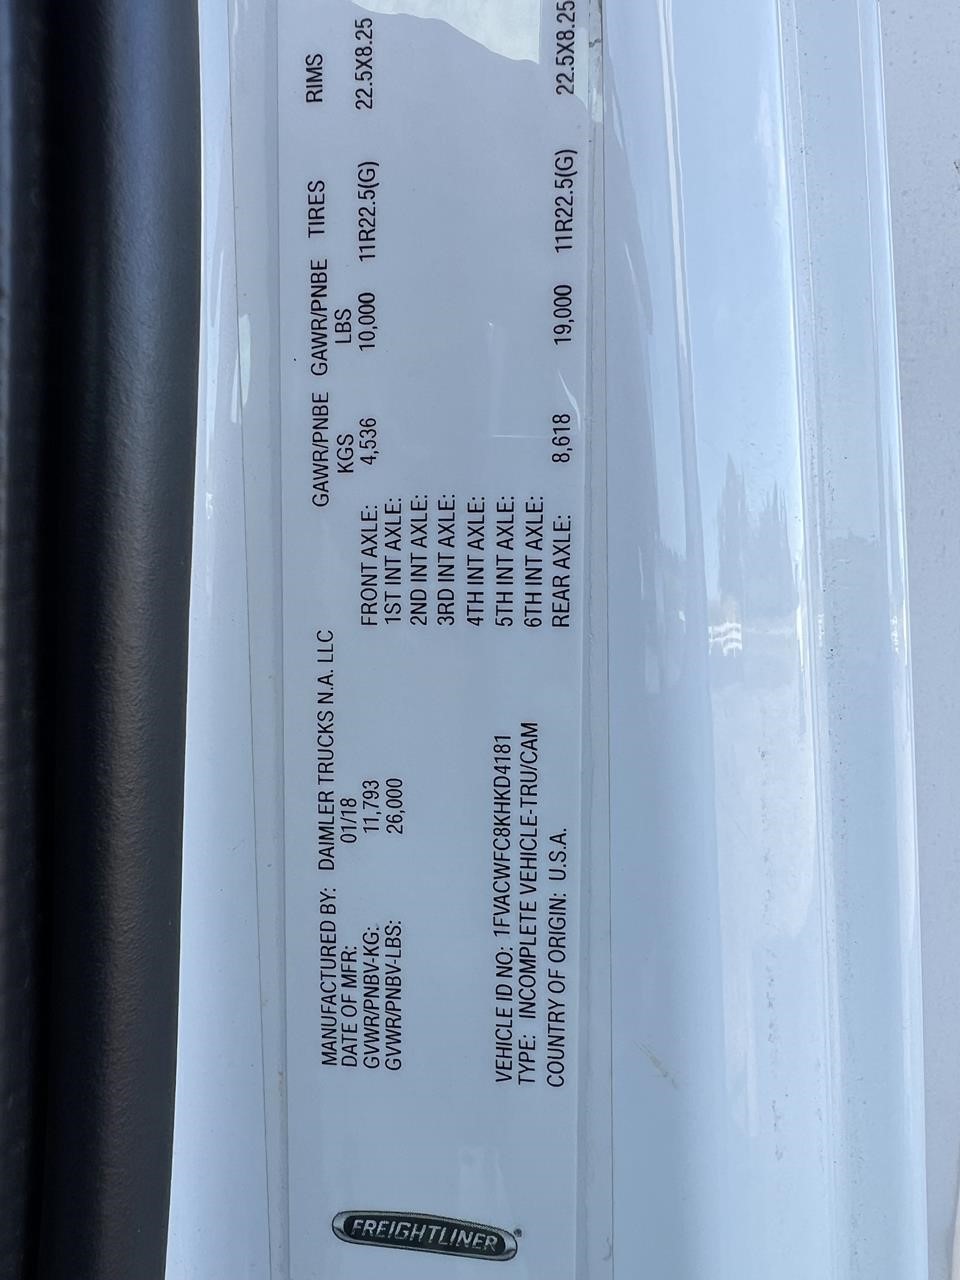 FREIGHTLINER
MANUFACTURED BY: DAIMLER TRUCKS N.A. LLC
DATE OF MFR: 01/18
GVWR/PNBV-KG: 11,793
GVWR/PNBV-LBS: 26,000
VEHICLE ID NO: 1FVACWFC8KHKD4181
TYPE: INCOMPLETE VEHICLE-TRU/CAM
COUNTRY OF ORIGIN: U.S.A.
GAWR/PNBE GAWR/PNBE TIRES RIMS
KGS LBS
FRONT AXLE: 4,536 10,000 11R22.5(G) 22.5X8.25
1ST INT AXLE:
2ND INT AXLE:
3RD INT AXLE:
4TH INT AXLE:
5TH INT AXLE:
6TH INT AXLE:
REAR AXLE: 8,618 19,000 11R22.5(G) 22.5X8.25